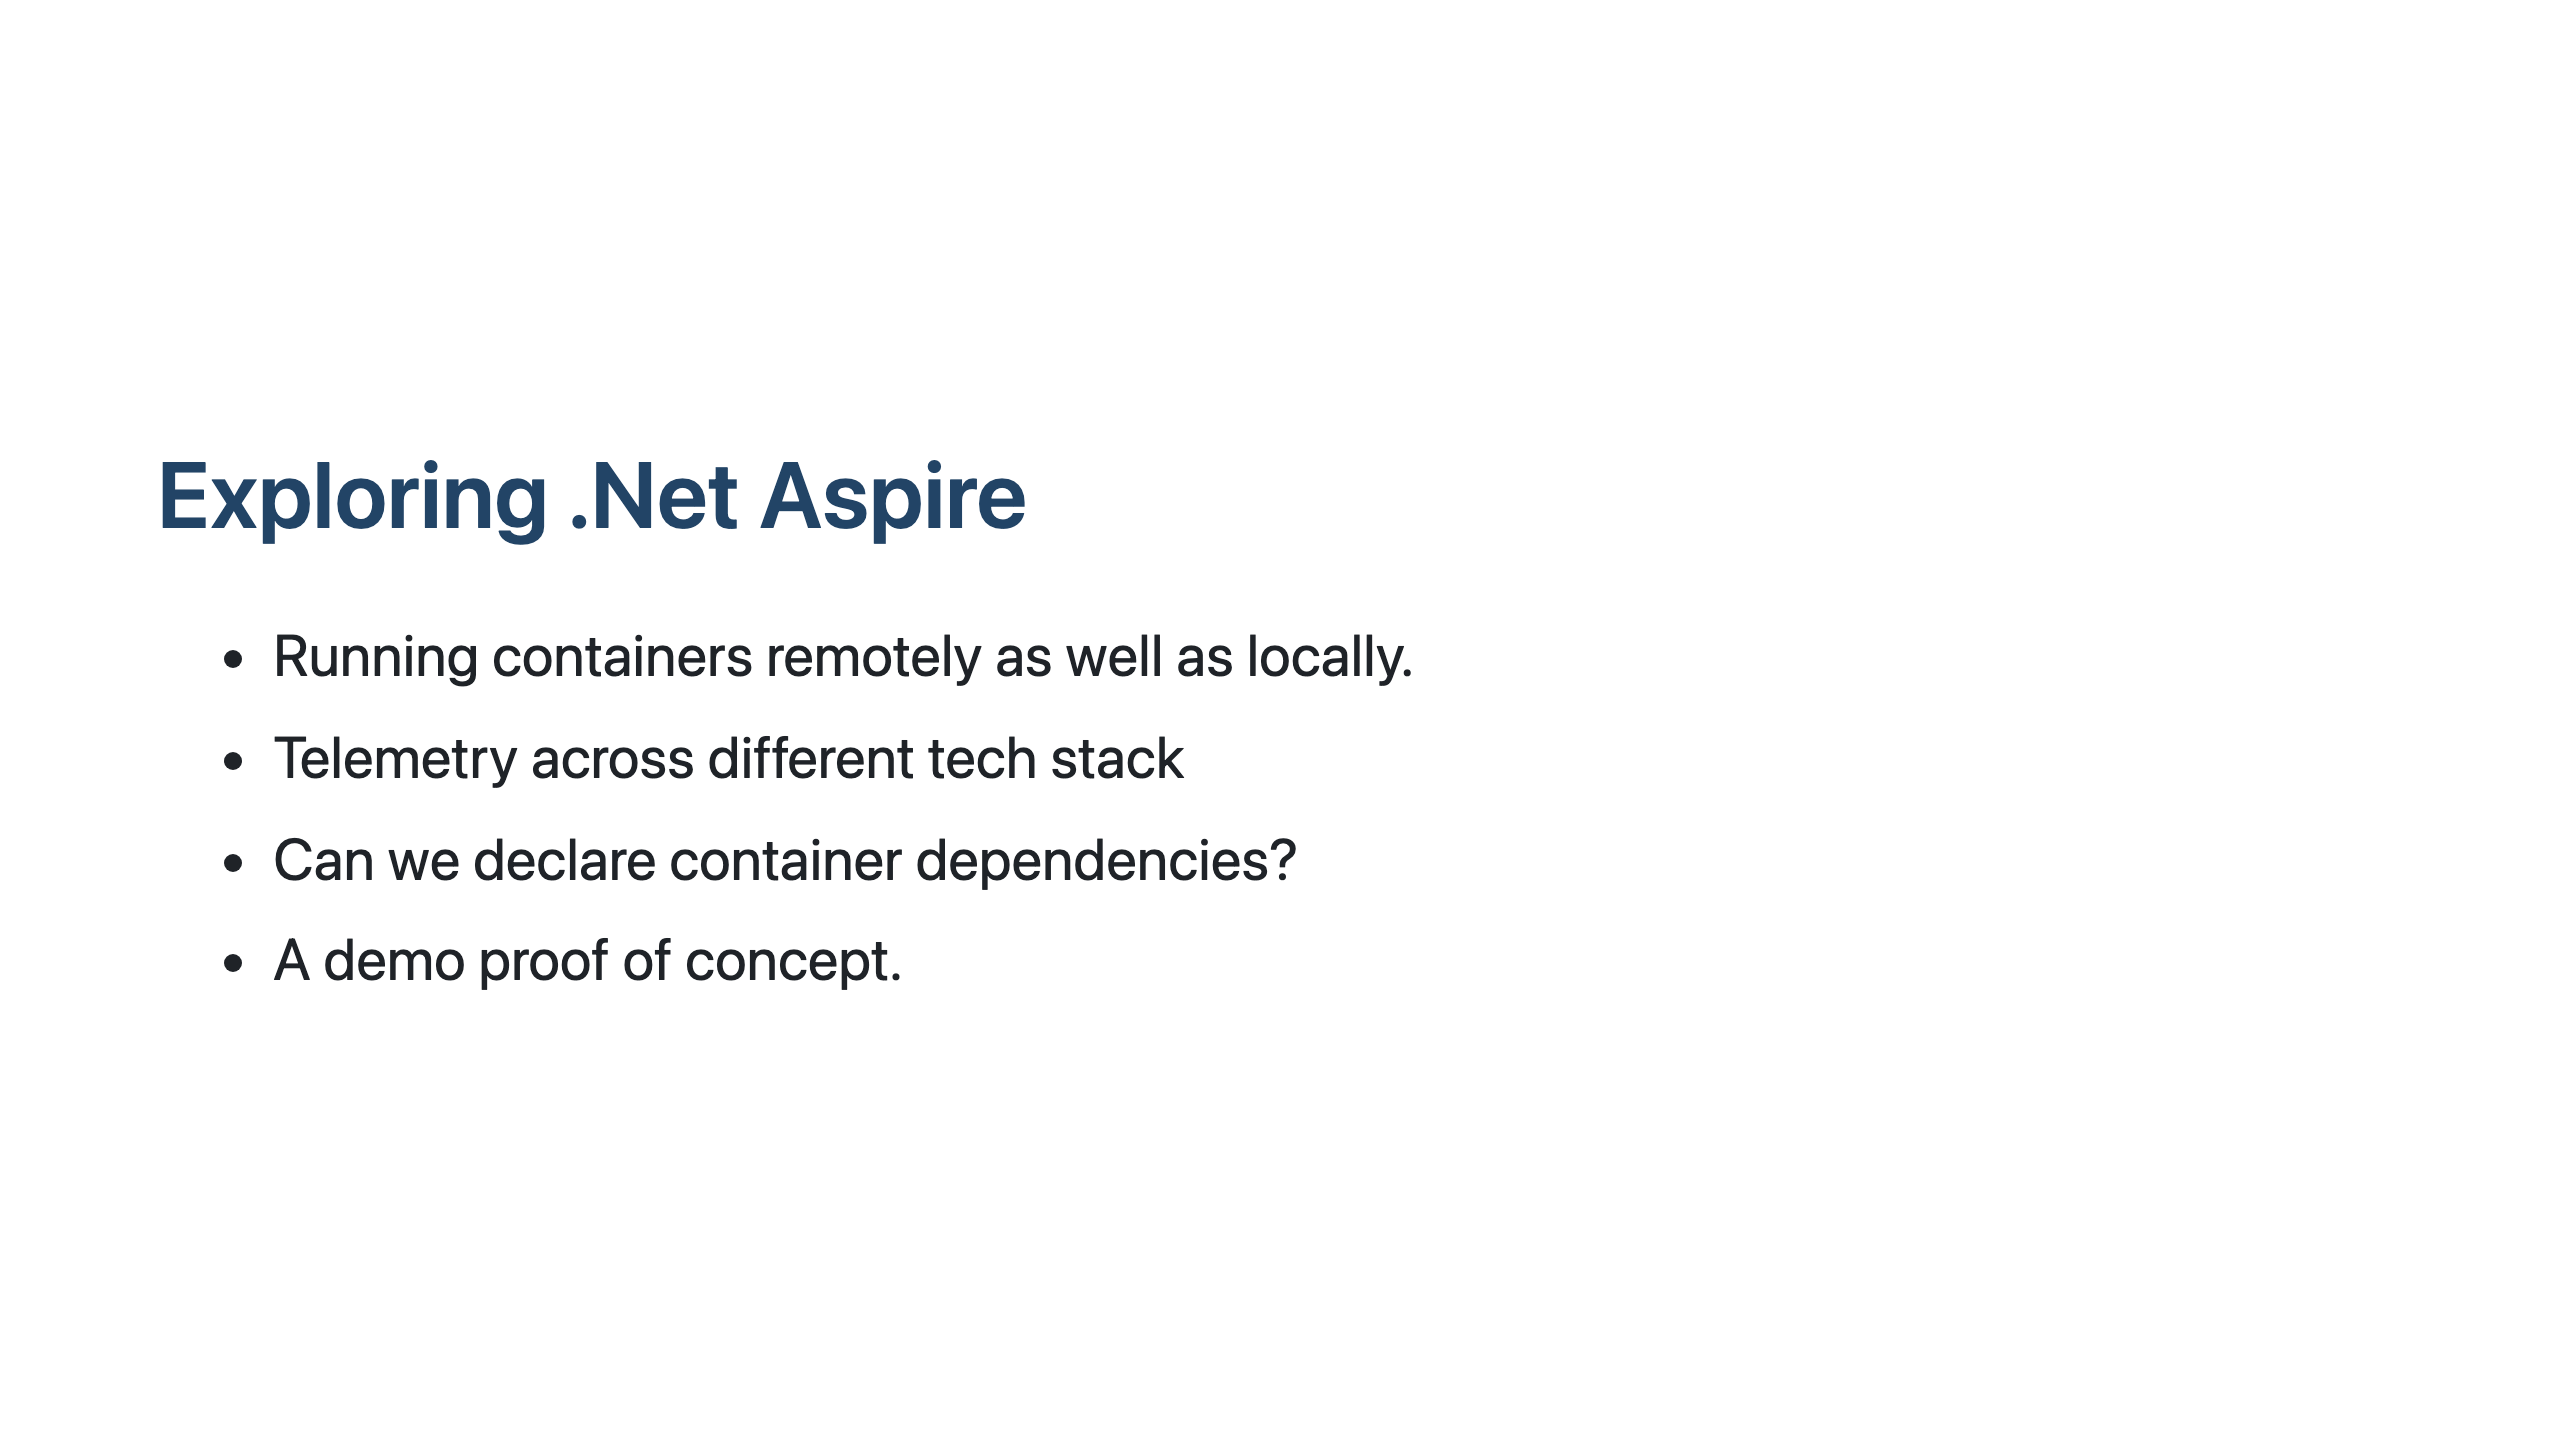 Exploring .Net Aspire
• Running containers remotely as well as locally.
• Telemetry across different tech stack
• Can we declare container dependencies?
• A demo proof of concept.